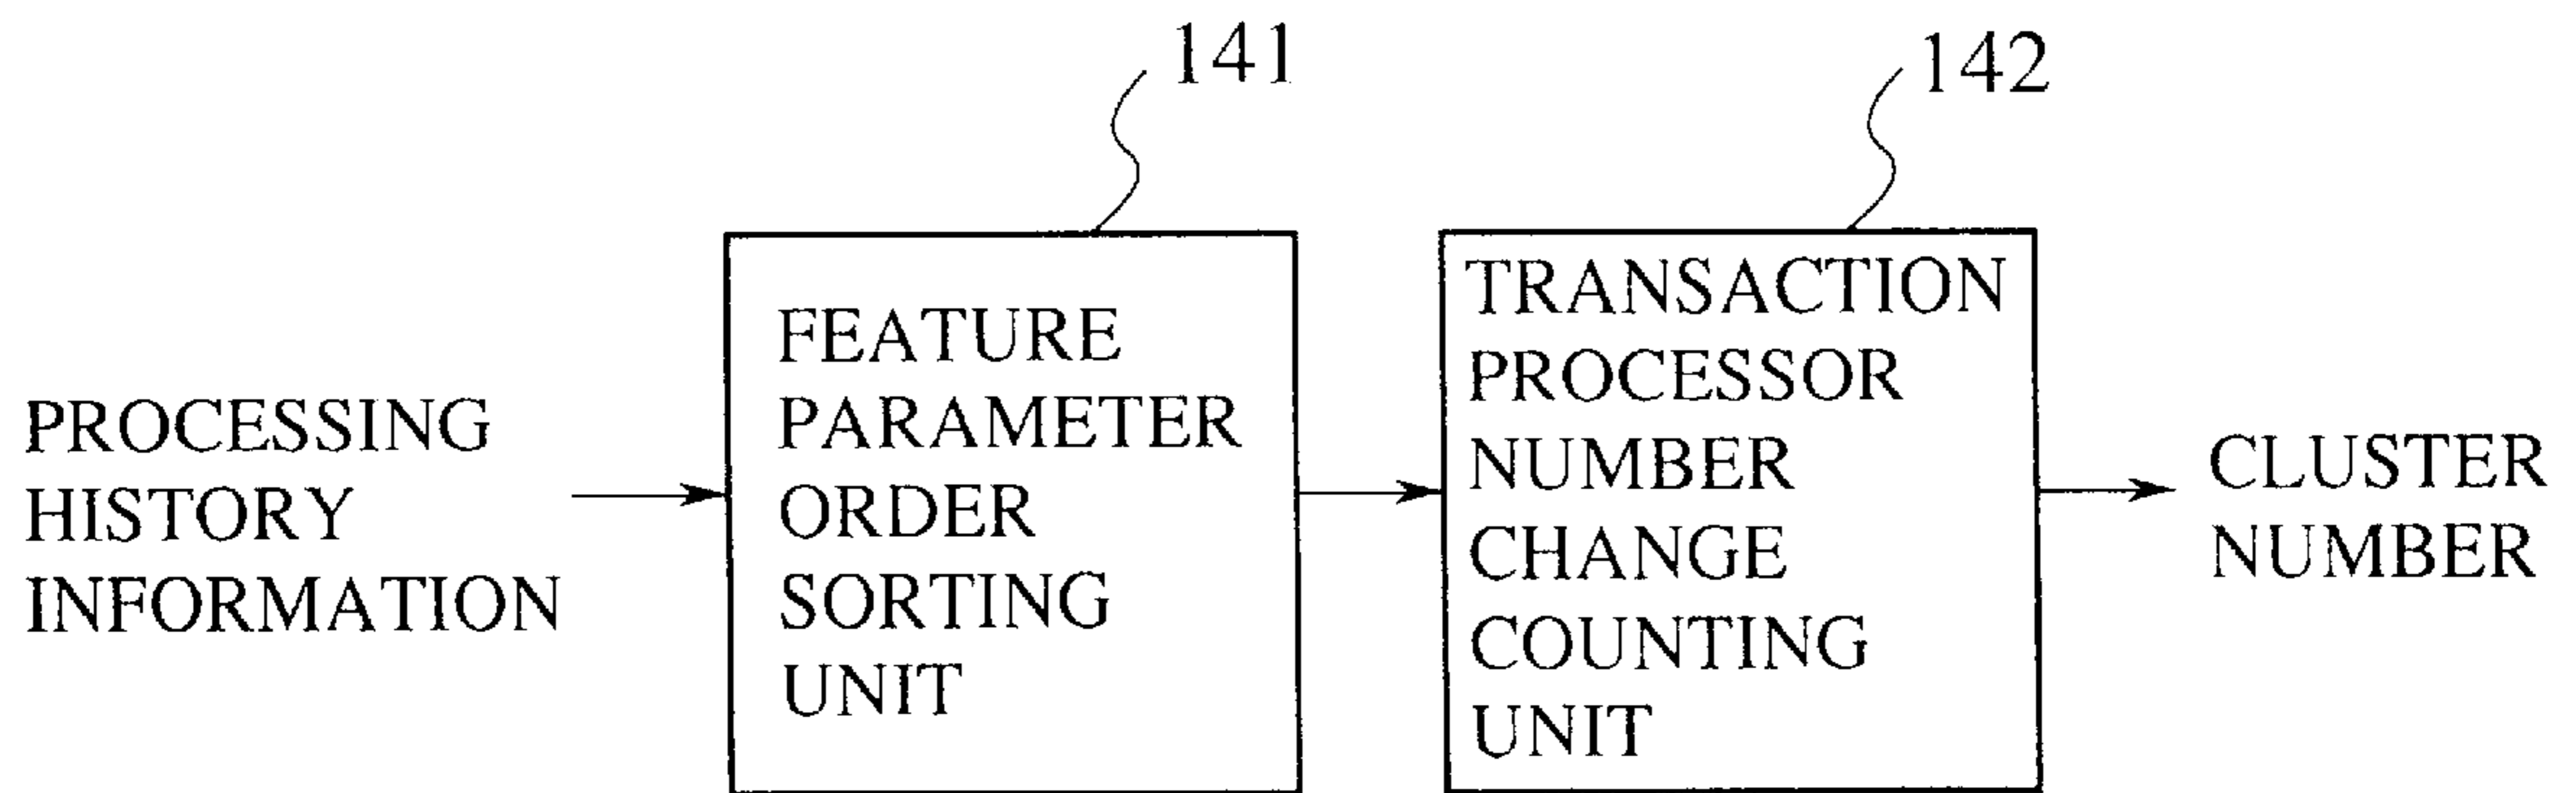 141
142
PROCESSING
HISTORY
INFORMATION
FEATURE
PARAMETER
ORDER
SORTING
UNIT
TRANSACTION
PROCESSOR
NUMBER
CHANGE
COUNTING
UNIT
CLUSTER
NUMBER